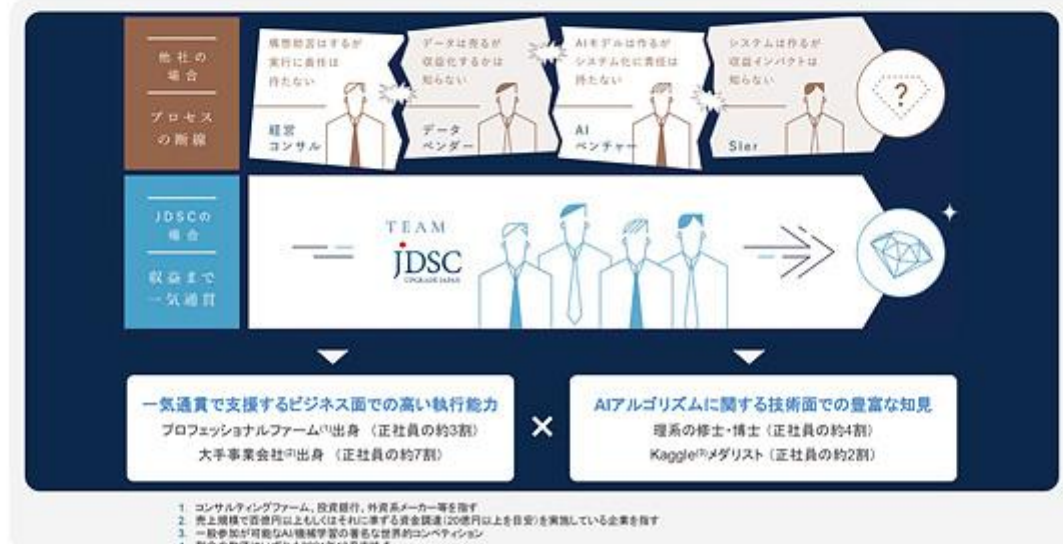 他社の
場合
プロセス
の断線
構想助言はするが
実行に責任は
持たない
経営
コンサル
データは売るが
収益化するかは
知らない
データ
ベンダー
AIモデルは作るが
システム化に責任は
持たない
AI
ベンチャー
システムは作るが
収益インパクトは
知らない
SIer
?
JDSCの
場合
収益まで
一気通貫
TEAM
JDSC
UPGRADE JAPAN
一気通貫で支援するビジネス面での高い執行能力
プロフェッショナルファーム(1)出身 (正社員の約3割)
大手事業会社(2)出身 (正社員の約7割)
×
AIアルゴリズムに関する技術面での豊富な知見
理系の修士・博士 (正社員の約4割)
Kaggle(3)メダリスト (正社員の約2割)
1. コンサルティングファーム, 投資銀行, 外資系メーカー等を指す
2. 売上規模で百億円以上もしくはそれに準ずる資金調達(20億円以上を目安)を実施している企業を指す
3. 一般参加が可能なAI/機械学習の著名な世界的コンペティション